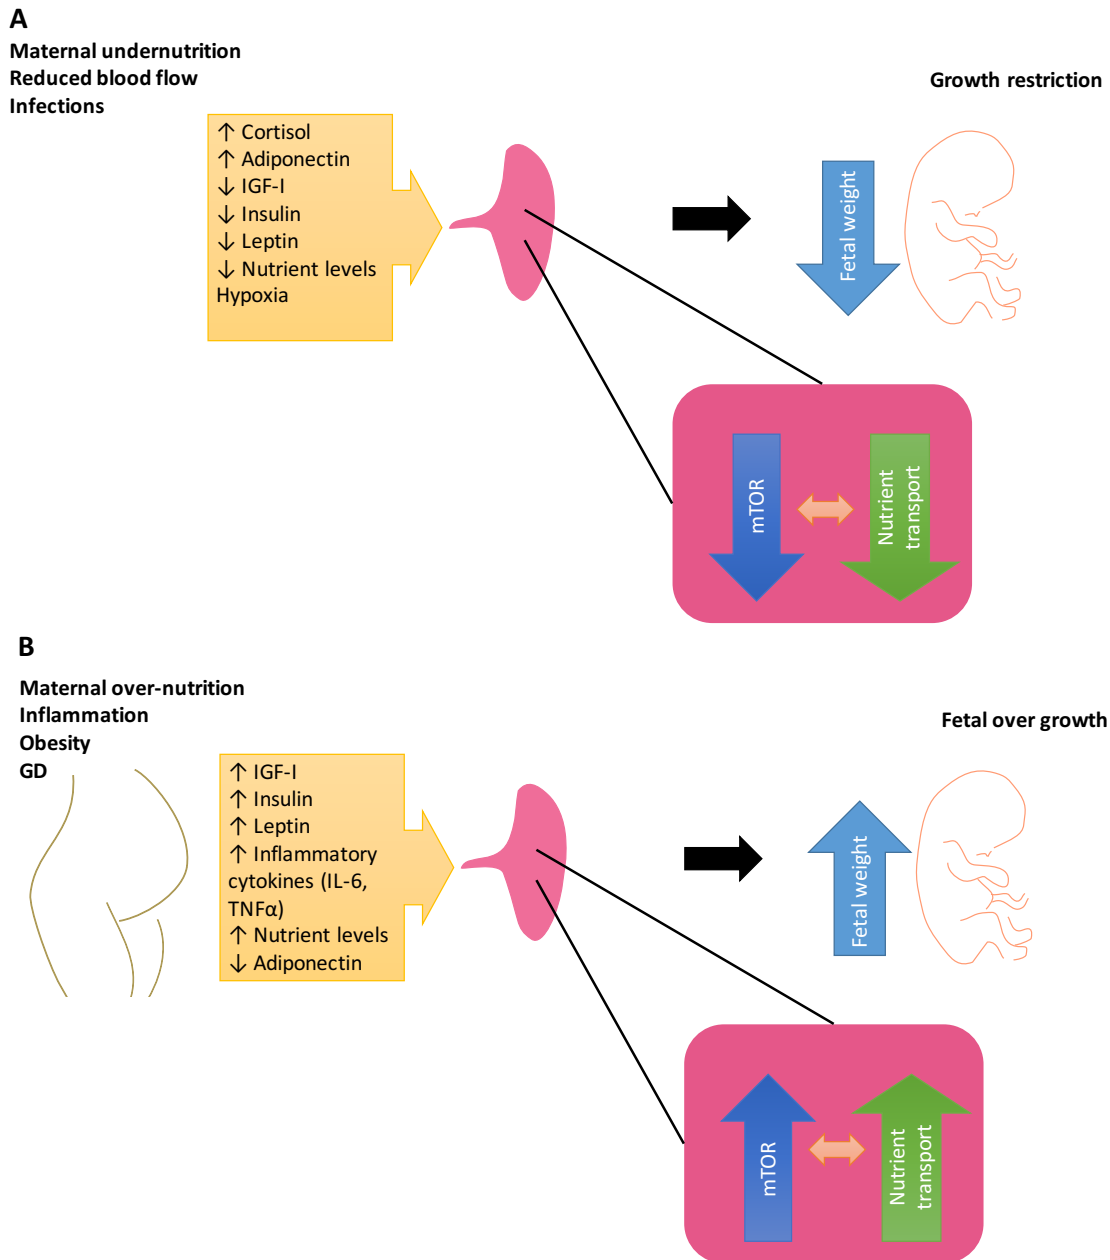 A
Maternal undernutrition
Reduced blood flow
Infections
Growth restriction
↑ Cortisol
↑ Adiponectin
↓ IGF-I
↓ Insulin
↓ Leptin
↓ Nutrient levels
Hypoxia
Fetal weight
mTOR
Nutrient
transport
B
Maternal over-nutrition
Inflammation
Obesity
GD
Fetal over growth
↑ IGF-I
↑ Insulin
↑ Leptin
↑ Inflammatory
cytokines (IL-6,
TNFα)
↑ Nutrient levels
↓ Adiponectin
Fetal weight
mTOR
Nutrient
transport